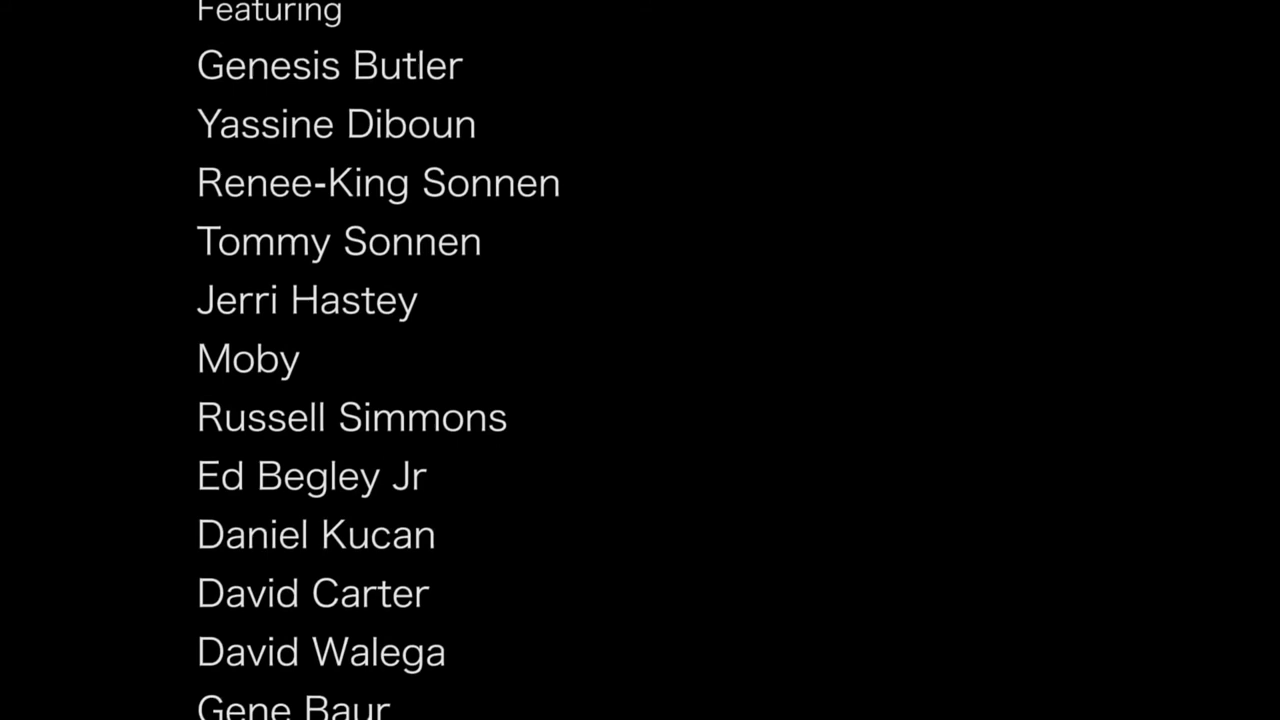 Featuring
Genesis Butler
Yassine Diboun
Renee-King Sonnen
Tommy Sonnen
Jerri Hastey
Moby
Russell Simmons
Ed Begley Jr
Daniel Kucan
David Carter
David Walega
Gene Baur